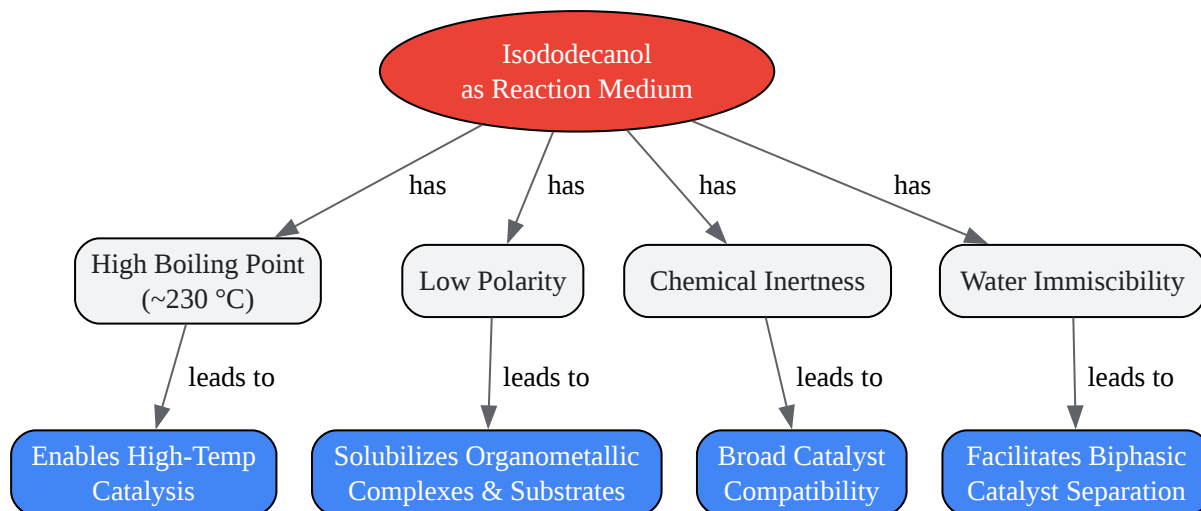 Isododecanol
as Reaction Medium
has
has
has
has
High Boiling Point
(~230 °C)
Low Polarity
Chemical Inertness
Water Immiscibility
leads to
leads to
leads to
leads to
Enables High-Temp
Catalysis
Solubilizes Organometallic
Complexes & Substrates
Broad Catalyst
Compatibility
Facilitates Biphasic
Catalyst Separation